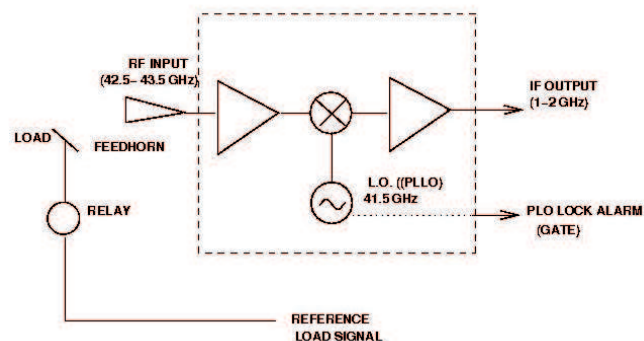 RF INPUT
(42.5– 43.5 GHz)
IF OUTPUT
(1–2 GHz)
LOAD
FEEDHORN
L.O. ((PLLO)
41.5 GHz
RELAY
PLO LOCK ALARM
(GATE)
REFERENCE
LOAD SIGNAL